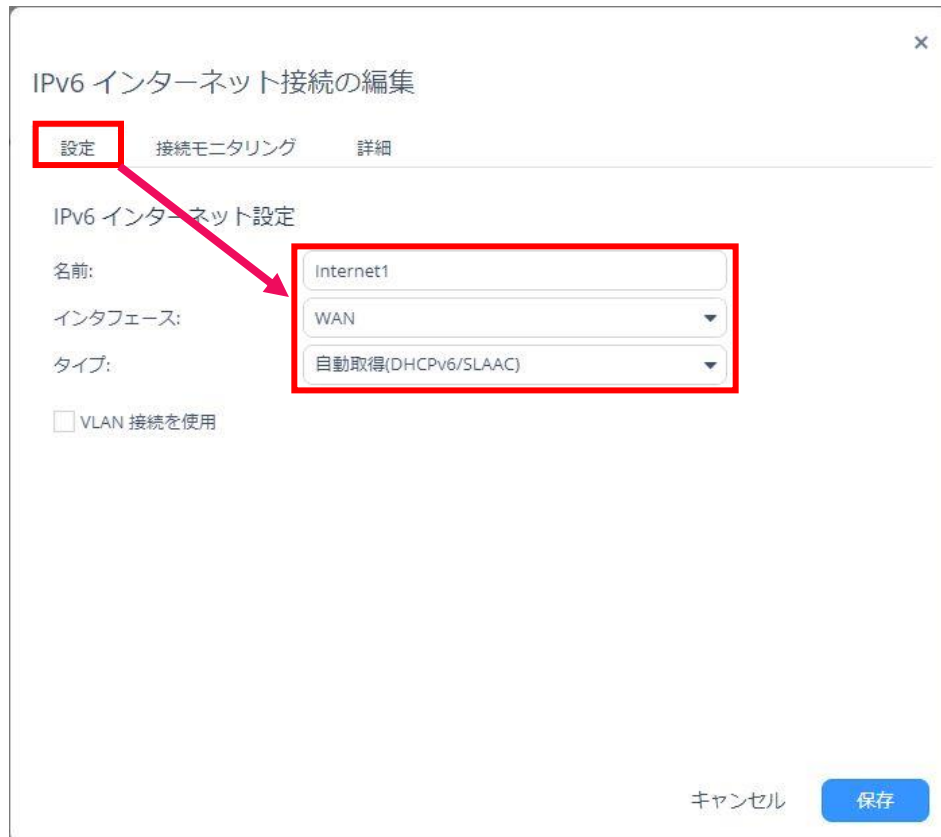 ×
IPv6 インターネット接続の編集
設定 接続モニタリング 詳細
IPv6 インターネット設定
名前: Internet1
インタフェース: WAN
タイプ: 自動取得(DHCPv6/SLAAC)
VLAN 接続を使用
キャンセル 保存